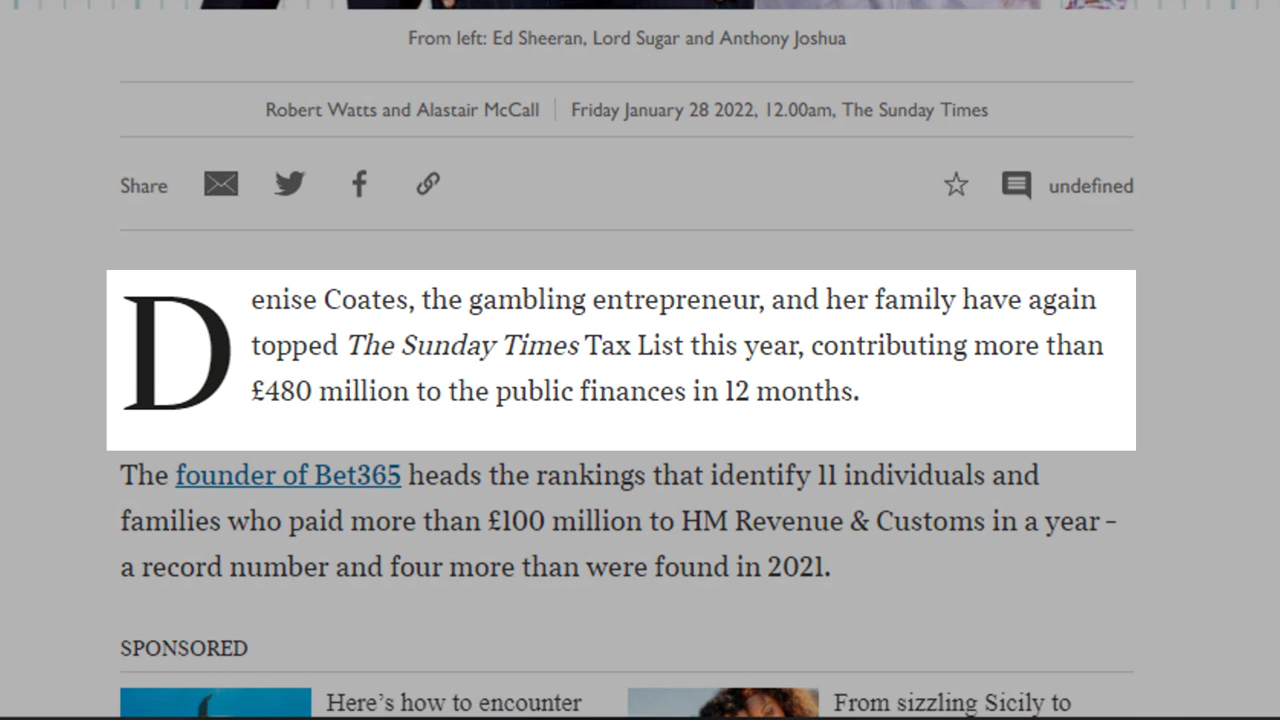 From left: Ed Sheeran, Lord Sugar and Anthony Joshua
Robert Watts and Alastair McCall | Friday January 28 2022, 12.00am, The Sunday Times
Share
undefined
Denise Coates, the gambling entrepreneur, and her family have again
topped The Sunday Times Tax List this year, contributing more than
£480 million to the public finances in 12 months.
The founder of Bet365 heads the rankings that identify 11 individuals and
families who paid more than £100 million to HM Revenue & Customs in a year –
a record number and four more than were found in 2021.
SPONSORED
Here’s how to encounter
From sizzling Sicily to